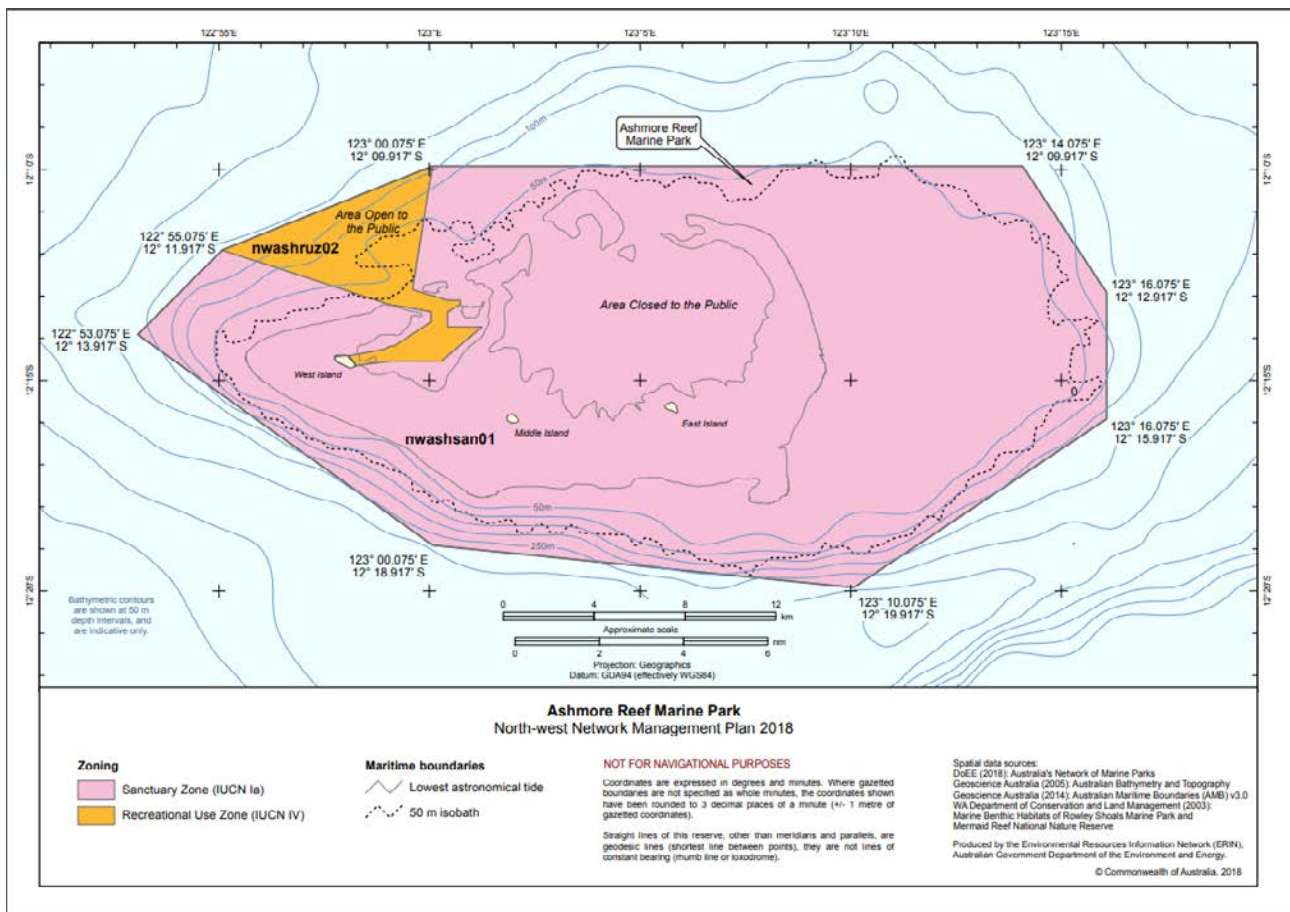 122° 55'E
123° E
123° 5'E
123° 10'E
123° 15'E
100m
Ashmore Reef
Marine Park
123° 00.075' E
12° 09.917' S
123° 14.075' E
12° 09.917' S
12° 10'S
12° 10'S
50m
Area Open to
the Public
122° 55.075' E
12° 11.917' S
nwashruz02
Area Closed to the Public
123° 16.075' E
12° 12.917' S
122° 53.075' E
12° 13.917' S
West Island
12°15'S
12°15'S
0
Middle Island
East Island
nwashsan01
123° 16.075' E
12° 15.917' S
50m
250m
123° 00.075' E
12° 18.917' S
12°20'S
12°20'S
123° 10.075' E
12° 19.917' S
Bathymetric contours
are shown at 50 m
depth intervals, and
are indicative only.
0 4 8 12
km
Approximate scale
nm
0 2 4 6
Projection: Geographics
Datum: GDA94 (effectively WGS84)
Ashmore Reef Marine Park
North-west Network Management Plan 2018
Zoning
Sanctuary Zone (IUCN Ia)
Recreational Use Zone (IUCN IV)
Maritime boundaries
Lowest astronomical tide
50 m isobath
NOT FOR NAVIGATIONAL PURPOSES
Coordinates are expressed in degrees and minutes. Where gazetted
boundaries are not specified as whole minutes, the coordinates shown
have been rounded to 3 decimal places of a minute (+/- 1 metre of
gazetted coordinates).
Straight lines of this reserve, other than meridians and parallels, are
geodesic lines (shortest line between points), they are not lines of
constant bearing (rhumb line or loxodrome).
Spatial data sources:
DoEE (2018): Australia's Network of Marine Parks
Geoscience Australia (2005): Australian Bathymetry and Topography
Geoscience Australia (2014): Australian Maritime Boundaries (AMB) v3.0
WA Department of Conservation and Land Management (2003):
Marine Benthic Habitats of Rowley Shoals Marine Park and
Mermaid Reef National Nature Reserve
Produced by the Environmental Resources Information Network (ERIN),
Australian Government Department of the Environment and Energy.
© Commonwealth of Australia, 2018